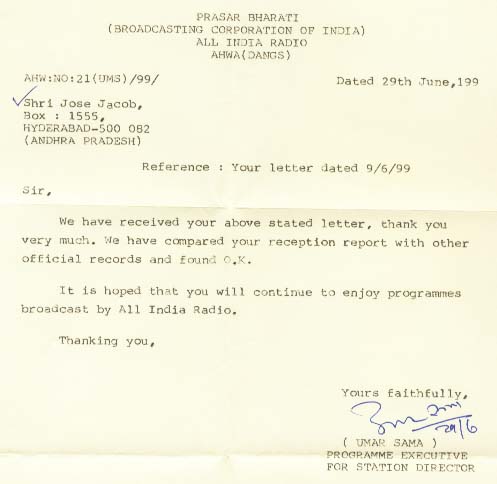 PRASAR BHARATI
(BROADCASTING CORPORATION OF INDIA)
ALL INDIA RADIO
AHWA(DANGS)
AHW:NO:21(UMS)/99/ Dated 29th June,199
Shri Jose Jacob,
Box : 1555,
HYDERABAD-500 082
(ANDHRA PRADESH)
Reference : Your letter dated 9/6/99
Sir,
We have received your above stated letter, thank you
very much. We have compared your reception report with other
official records and found O.K.
It is hoped that you will continue to enjoy programmes
broadcast by All India Radio.
Thanking you,
Yours faithfully,
29/6
( UMAR SAMA )
PROGRAMME EXECUTIVE
FOR STATION DIRECTOR